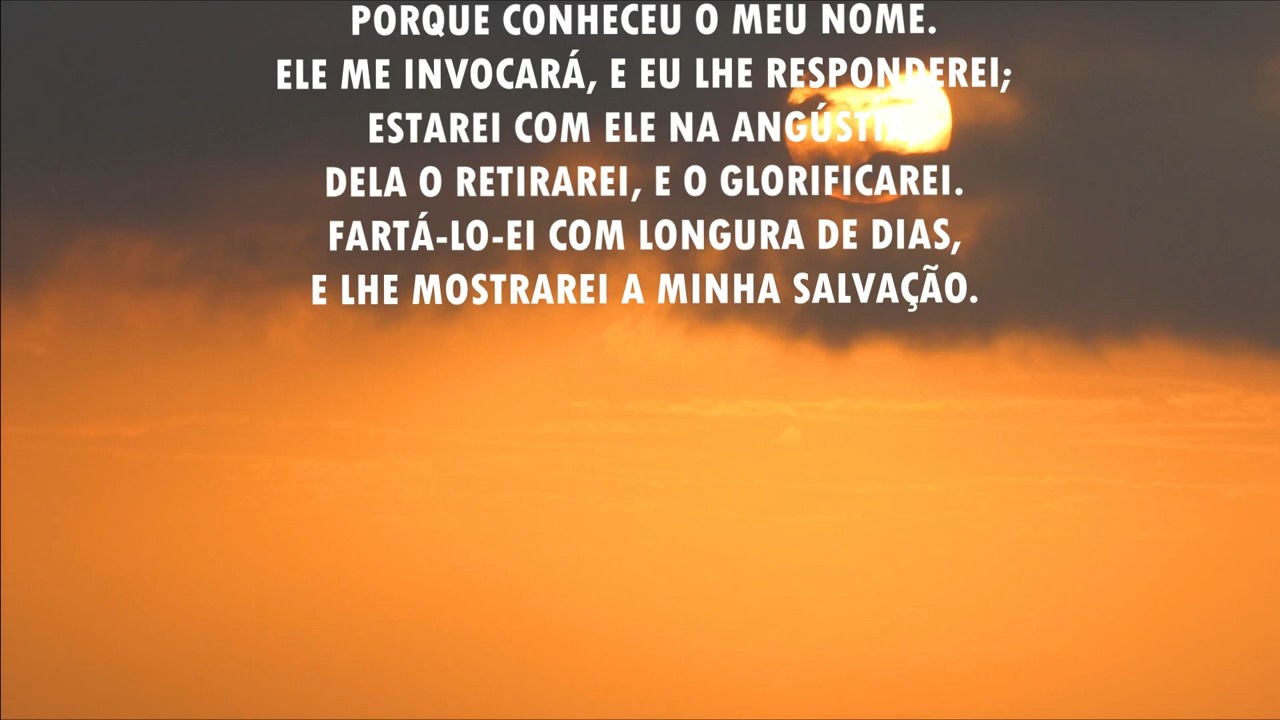 PORQUE CONHECEU O MEU NOME.
ELE ME INVOCARÁ, E EU LHE RESPONDEREI;
ESTAREI COM ELE NA ANGÚSTIA
DELA O RETIRAREI, E O GLORIFICAREI.
FARTÁ-LO-EI COM LONGURA DE DIAS,
E LHE MOSTRAREI A MINHA SALVAÇÃO.